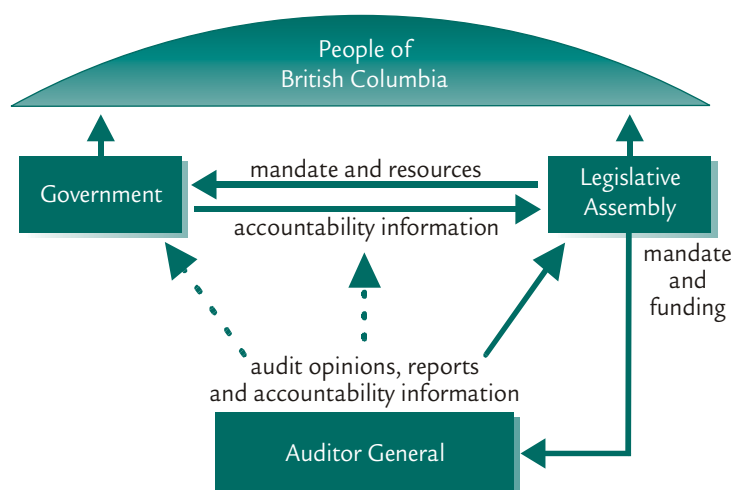 People of
British Columbia
mandate and resources
Government
Legislative
Assembly
accountability information
mandate
and
funding
audit opinions, reports
and accountability information
Auditor General